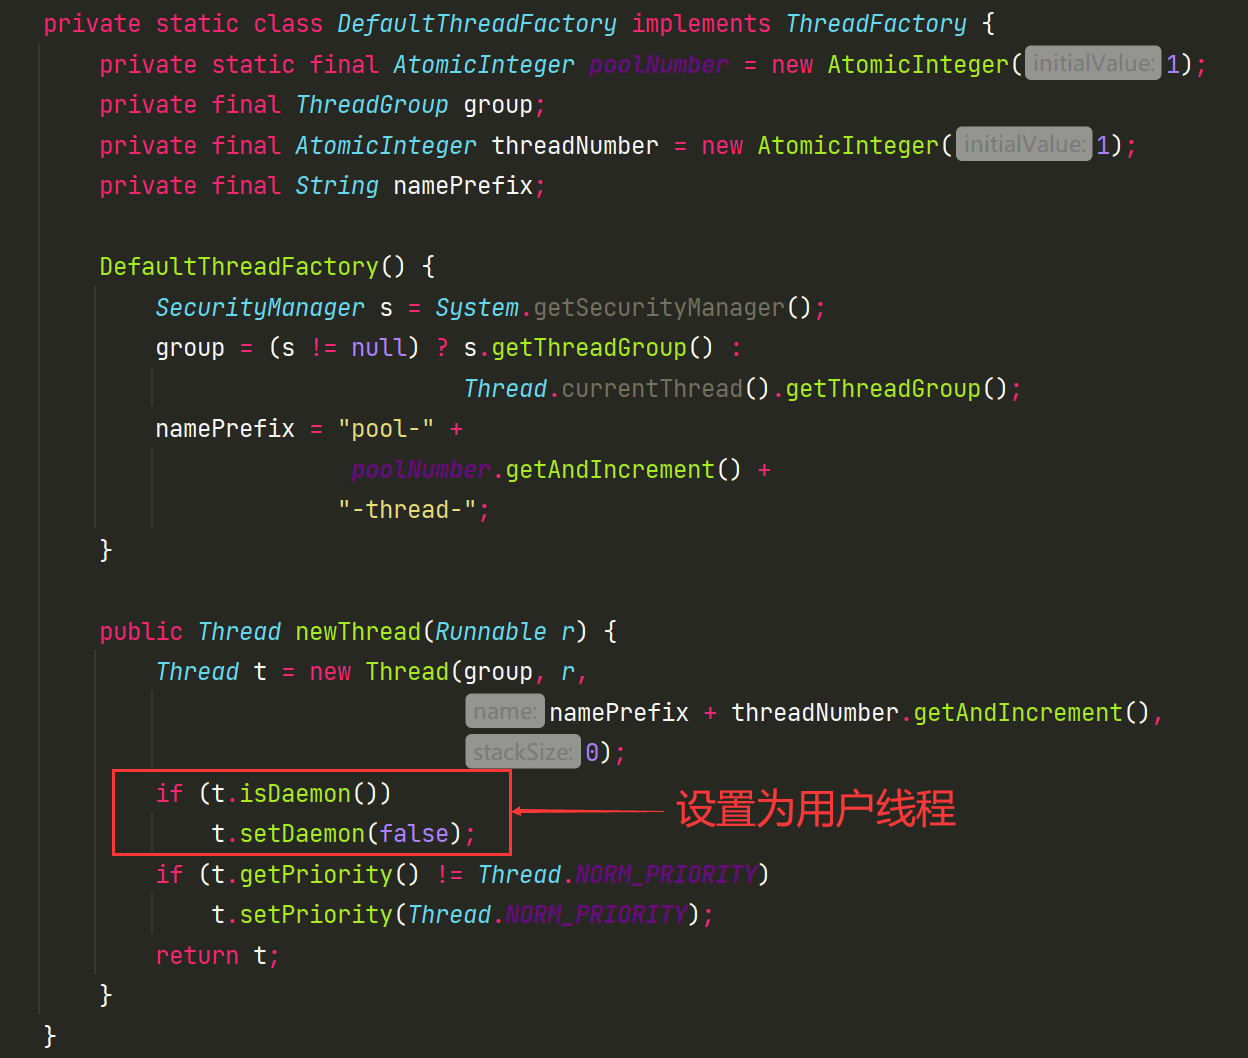 private static class DefaultThreadFactory implements ThreadFactory {
private static final AtomicInteger poolNumber = new AtomicInteger( initialValue: 1);
private final ThreadGroup group;
private final AtomicInteger threadNumber = new AtomicInteger( initialValue: 1);
private final String namePrefix;
DefaultThreadFactory() {
SecurityManager s = System.getSecurityManager();
group = (s != null) ? s.getThreadGroup() :
Thread.currentThread().getThreadGroup();
namePrefix = "pool-" +
poolNumber.getAndIncrement() +
"-thread-";
}
public Thread newThread(Runnable r) {
Thread t = new Thread(group, r,
name: namePrefix + threadNumber.getAndIncrement(),
stackSize: 0);
if (t.isDaemon())
t.setDaemon(false);
设置为用户线程
if (t.getPriority() != Thread.NORM_PRIORITY)
t.setPriority(Thread.NORM_PRIORITY);
return t;
}
}